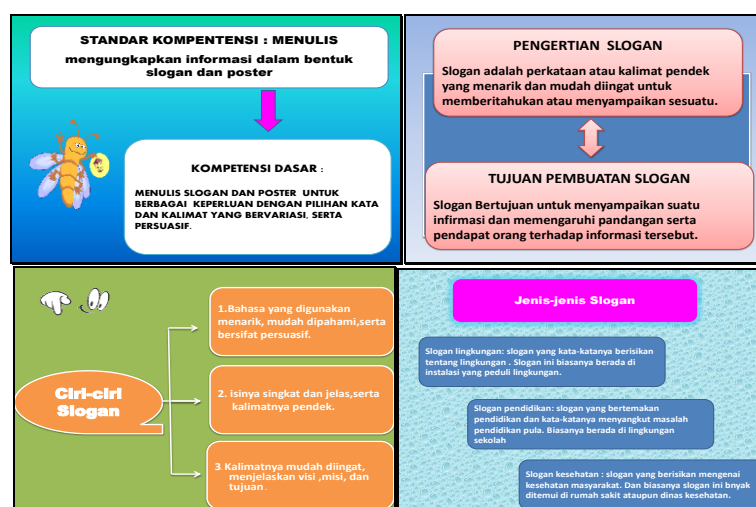 STANDAR KOMPENTENSI : MENULIS
mengungkapkan informasi dalam bentuk
slogan dan poster
KOMPETENSI DASAR :
MENULIS SLOGAN DAN POSTER UNTUK
BERBAGAI KEPERLUAN DENGAN PILIHAN KATA
DAN KALIMAT YANG BERVARIASI, SERTA
PERSUASIF.
PENGERTIAN SLOGAN
Slogan adalah perkataan atau kalimat pendek
yang menarik dan mudah diingat untuk
memberitahukan atau menyampaikan sesuatu.
TUJUAN PEMBUATAN SLOGAN
Slogan Bertujuan untuk menyampaikan suatu
infirmasi dan memengaruhi pandangan serta
pendapat orang terhadap informasi tersebut.
Ciri-ciri
Slogan
1.Bahasa yang digunakan
menarik, mudah dipahami,serta
bersifat persuasif.
2. isinya singkat dan jelas,serta
kalimatnya pendek.
3.Kalimatnya mudah diingat,
menjelaskan visi ,misi, dan
tujuan.
Jenis-jenis Slogan
Slogan lingkungan: slogan yang kata-katanya berisikan
tentang lingkungan . Slogan ini biasanya berada di
instalasi yang peduli lingkungan.
Slogan pendidikan: slogan yang bertemakan
pendidikan dan kata-katanya menyangkut masalah
pendidikan pula. Biasanya berada di lingkungan
sekolah
Slogan kesehatan : slogan yang berisikan mengenai
kesehatan masyarakat. Dan biasanya slogan ini bnyak
ditemui di rumah sakit ataupun dinas kesehatan.